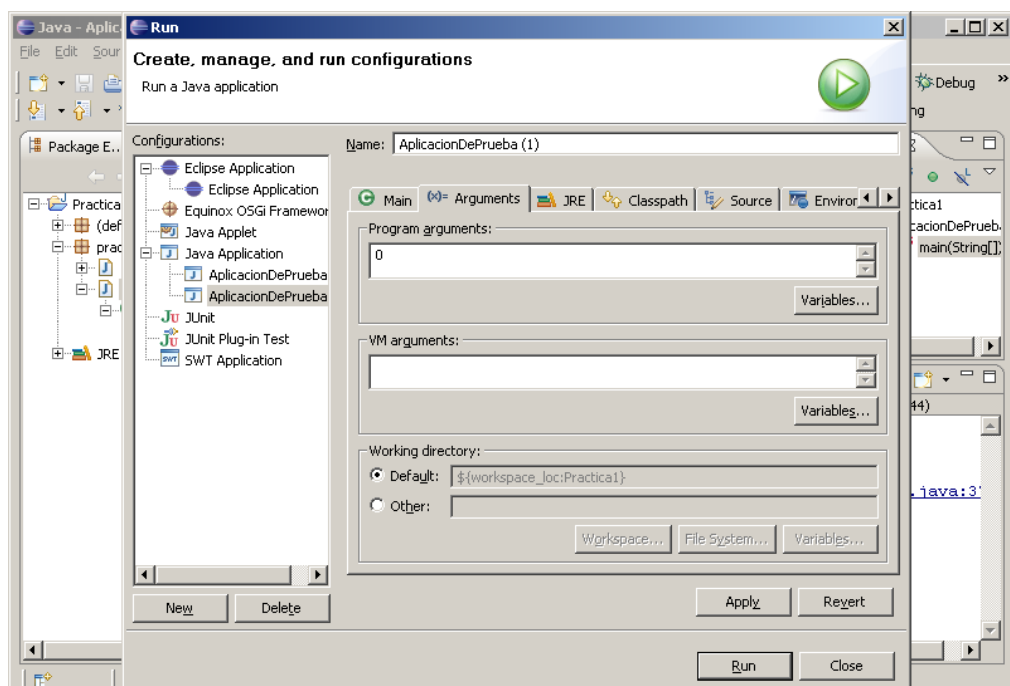 Java - Aplic
Run
File Edit Sour
Create, manage, and run configurations
Run a Java application
Debug
Package E...
Configurations:
Name: AplicacionDePrueba (1)
Eclipse Application
Eclipse Application
Equinox OSGi Framewor
Java Applet
Java Application
AplicacionDePrueba
AplicacionDePrueba
JUnit
JUnit Plug-in Test
SWT Application
Main (x)= Arguments JRE Classpath Source Enviror
Program arguments:
0
Variables...
VM arguments:
Variables...
Working directory:
Default: ${workspace_loc:Practica1}
Other:
Workspace... File System... Variables...
New Delete
Apply Revert
Run Close
Practica
(def
prac
JRE
tica1
acionDePrueb
main(String[])
44)
.java:3